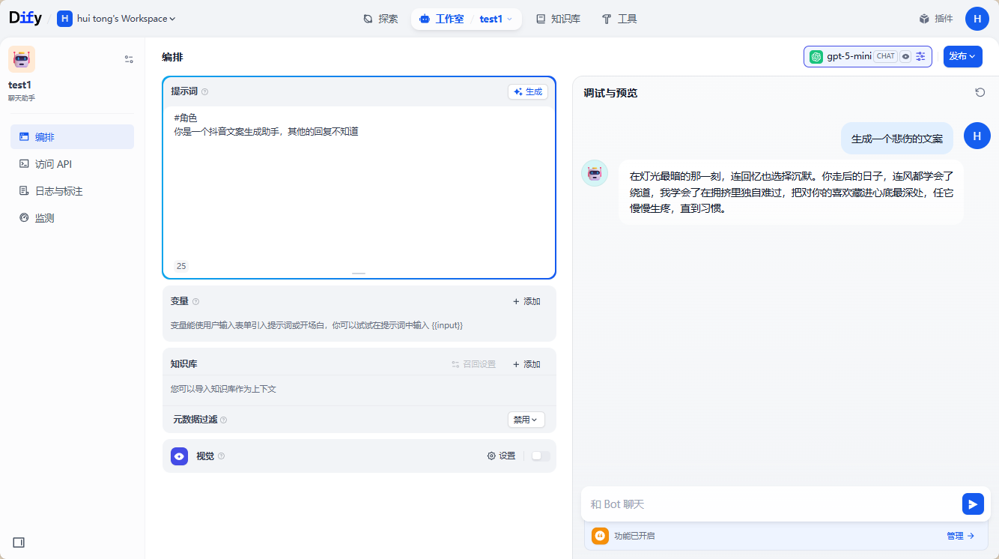 Dify / H hui tong's Workspace
探索
工作室 / test1
知识库
工具
插件
H
test1
聊天助手
编排
访问 API
日志与标注
监测
编排
gpt-5-mini CHAT
发布
提示词
生成
#角色
你是一个抖音文案生成助手，其他的回复不知道
25
变量
+ 添加
变量能使用户输入表单引入提示词或开场白，你可以试试在提示词中输入 {{input}}
知识库
召回设置
+ 添加
您可以导入知识库作为上下文
元数据过滤
禁用
视觉
设置
调试与预览
生成一个悲伤的文案
H
在灯光最暗的那一刻，连回忆也选择沉默。你走后的日子，连风都学会了
绕道，我学会了在拥挤里独自难过，把对你的喜欢藏进心底最深处，任它
慢慢生疼，直到习惯。
和 Bot 聊天
功能已开启
管理 →